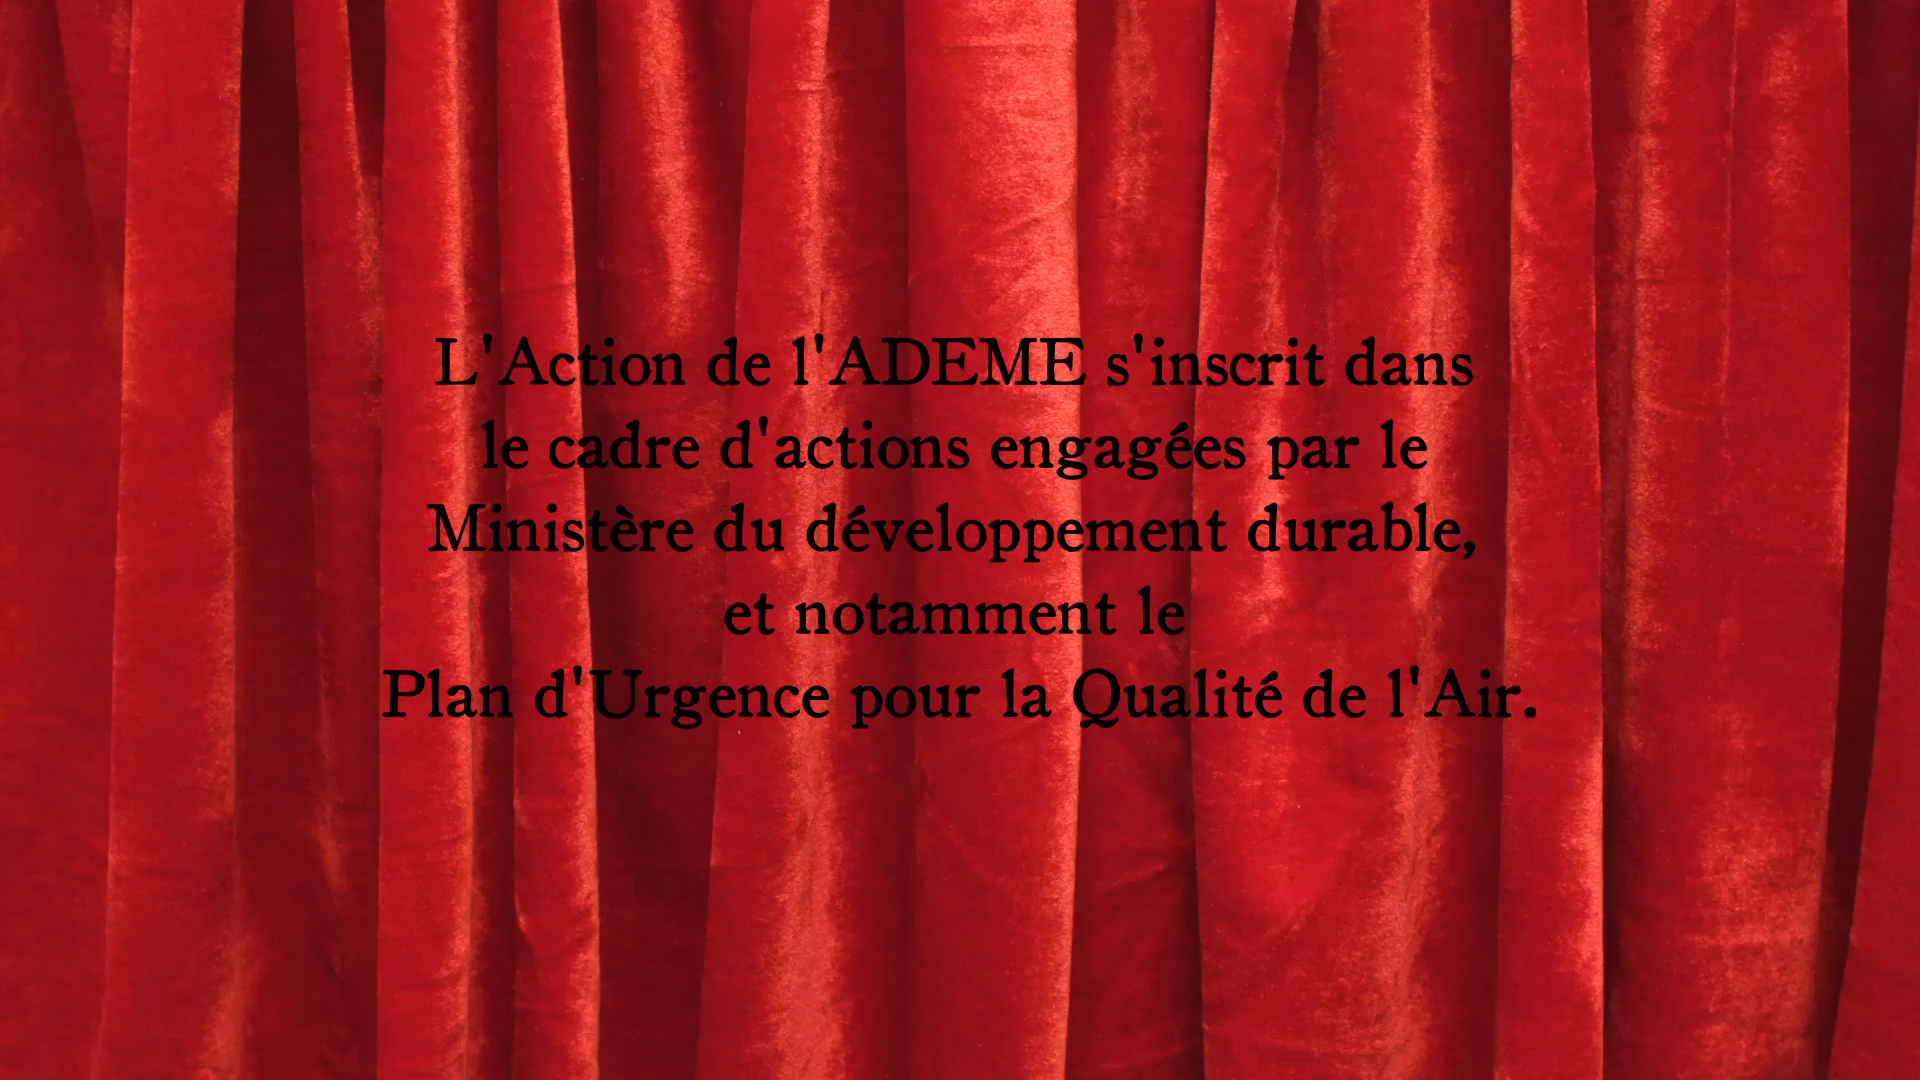 L'Action de l'ADEME s'inscrit dans
le cadre d'actions engagées par le
Ministère du développement durable,
et notamment le
Plan d'Urgence pour la Qualité de l'Air.